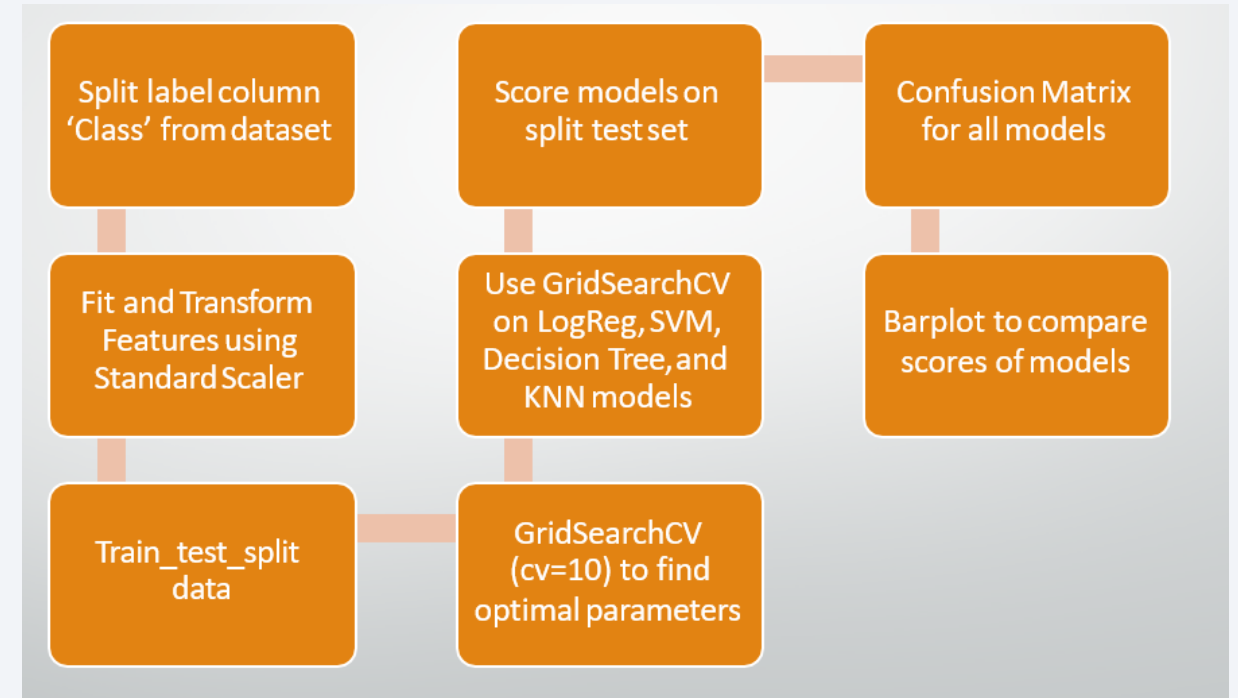 Split label column
‘Class’ from dataset
Fit and Transform
Features using
Standard Scaler
Train_test_split
data
GridSearchCV
(cv=10) to find
optimal parameters
Use GridSearchCV
on LogReg, SVM,
Decision Tree, and
KNN models
Score models on
split test set
Confusion Matrix
for all models
Barplot to compare
scores of models